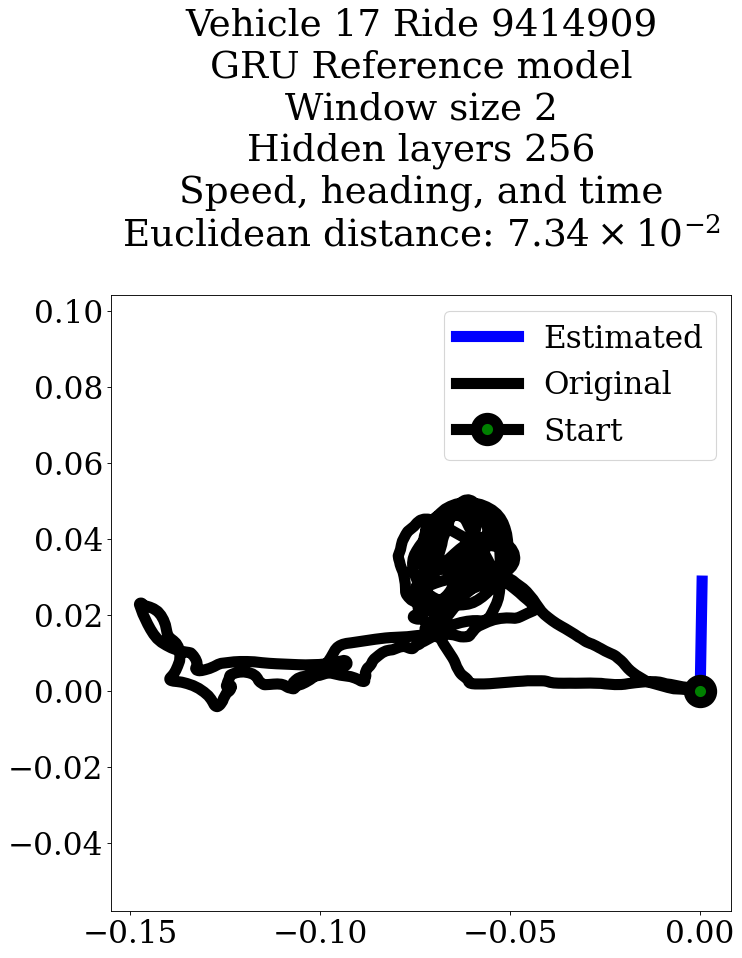 Vehicle 17 Ride 9414909
GRU Reference model
Window size 2
Hidden layers 256
Speed, heading, and time
Euclidean distance: 7.34 × 10⁻²
Estimated
Original
Start
0.10
0.08
0.06
0.04
0.02
0.00
−0.02
−0.04
−0.15 −0.10 −0.05 0.00